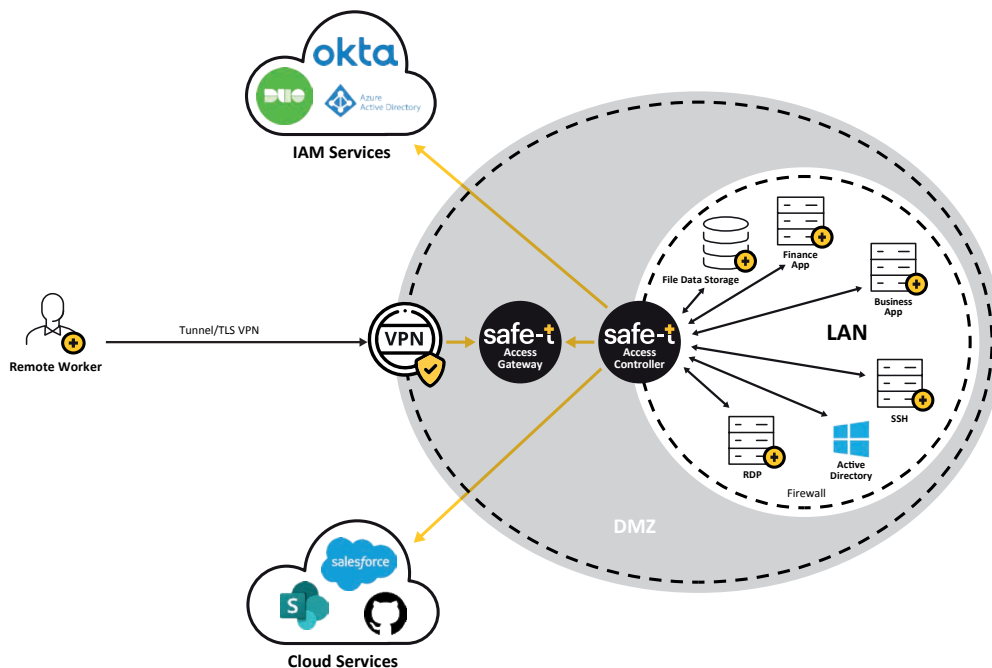 okta
DUO
Azure
Active Directory
IAM Services
File Data Storage
Finance
App
Business
App
LAN
Remote Worker
Tunnel/TLS VPN
VPN
safe-t
Access
Gateway
safe-t
Access
Controller
SSH
RDP
Active
Directory
Firewall
DMZ
salesforce
S
Cloud Services